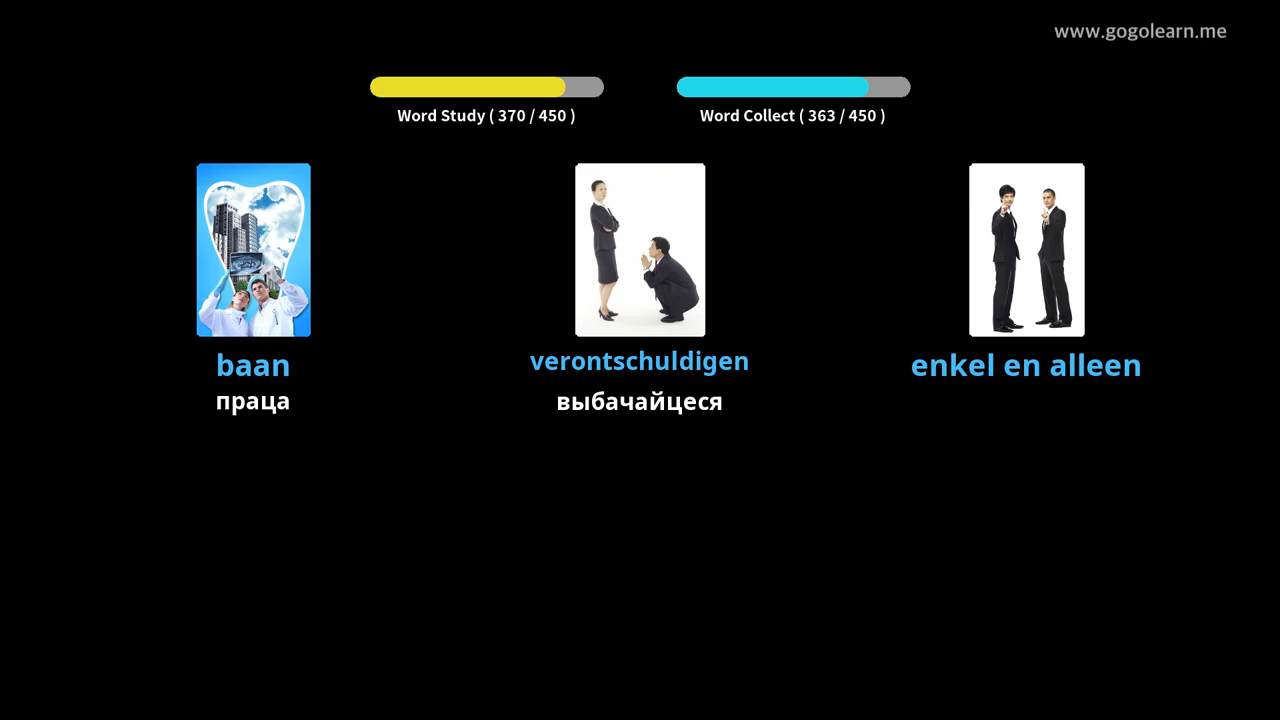 www.gogolearn.me
Word Study ( 370 / 450 )
Word Collect ( 363 / 450 )
baan
праца
verontschuldigen
выбачайцеся
enkel en alleen